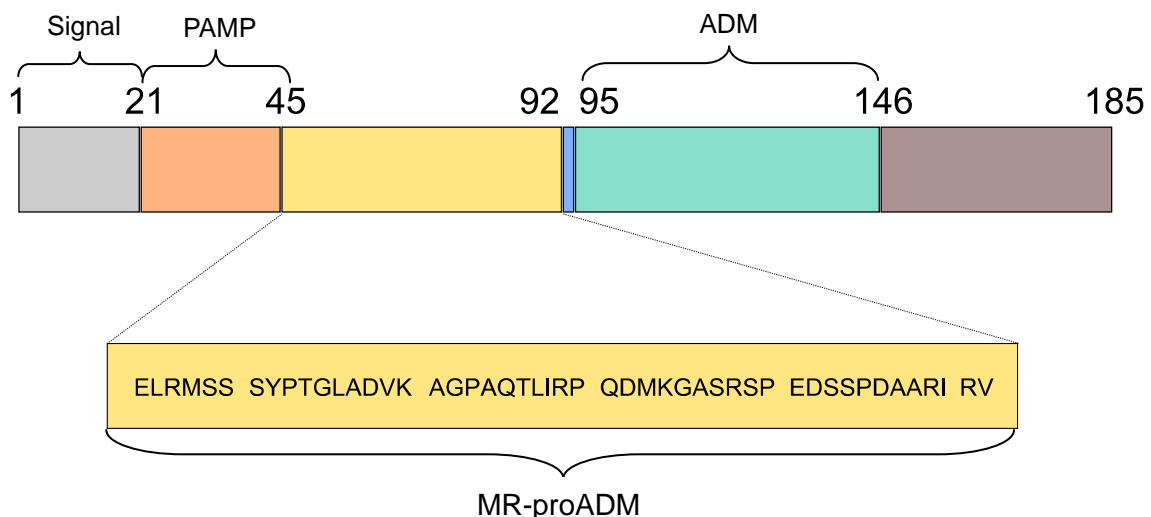 Signal PAMP ADM
1 21 45 92 95 146 185
ELRMSS SYPTGLADVK AGPAQTLIRP QDMKGASRSP EDSSPDAARI RV
MR-proADM